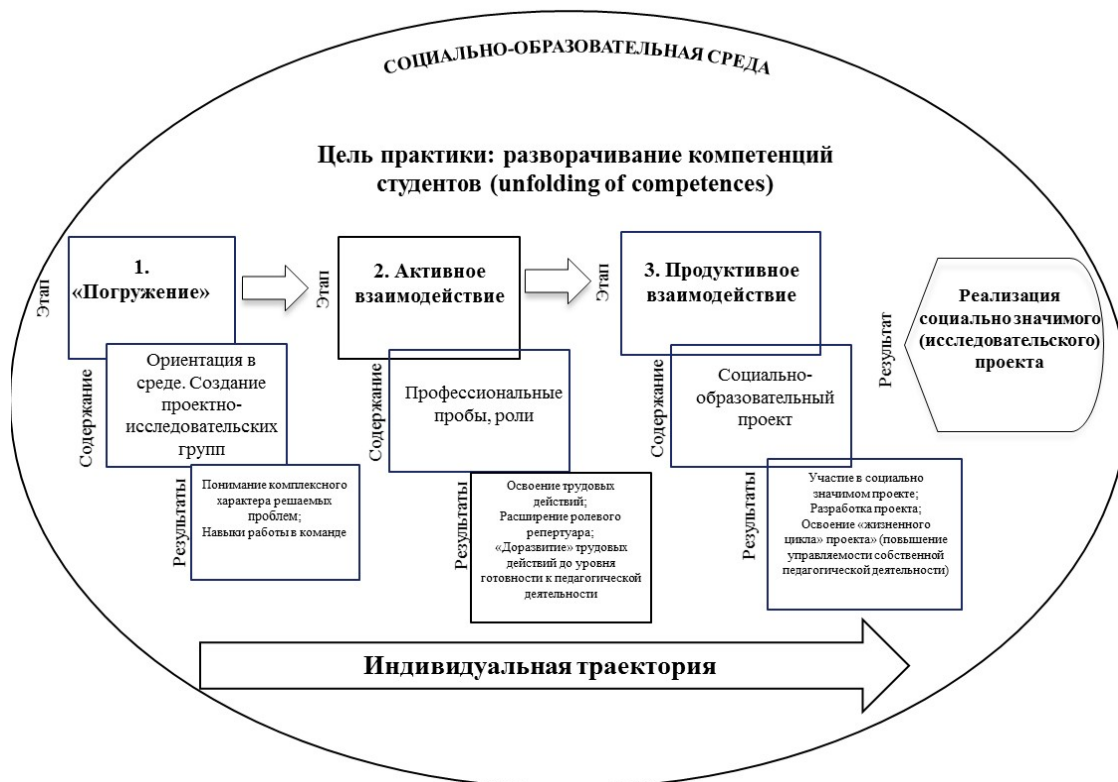 СОЦИАЛЬНО-ОБРАЗОВАТЕЛЬНАЯ СРЕДА
Цель практики: разворачивание компетенций
студентов (unfolding of competences)
Этап
1.
«Погружение»
Содержание
Ориентация в
среде. Создание
проектно-
исследовательских
групп
Результаты
Понимание комплексного
характера решаемых
проблем;
Навыки работы в команде
Этап
2. Активное
взаимодействие
Содержание
Профессиональные
пробы, роли
Результаты
Освоение трудовых
действий;
Расширение ролевого
репертуара;
«Доразвитие» трудовых
действий до уровня
готовности к педагогической
деятельности
Этап
3. Продуктивное
взаимодействие
Содержание
Социально-
образовательный
проект
Результаты
Участие в социально
значимом проекте;
Разработка проекта;
Освоение «жизненного
цикла» проекта» (повышение
управляемости собственной
педагогической деятельности)
Результат
Реализация
социально значимого
(исследовательского)
проекта
Индивидуальная траектория